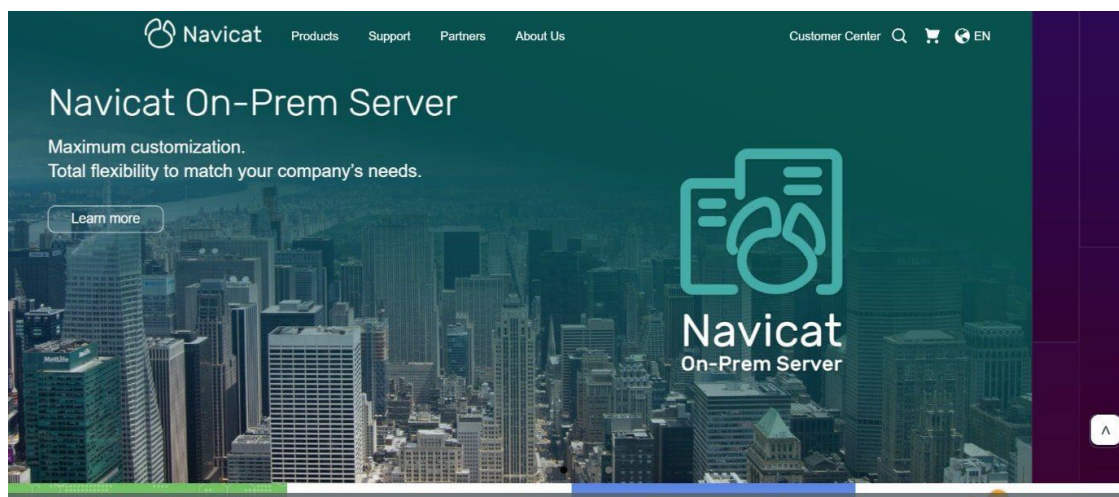 Navicat
Products Support Partners About Us
Customer Center EN
Navicat On-Prem Server
Maximum customization.
Total flexibility to match your company's needs.
Learn more
Navicat
On-Prem Server
MetLife